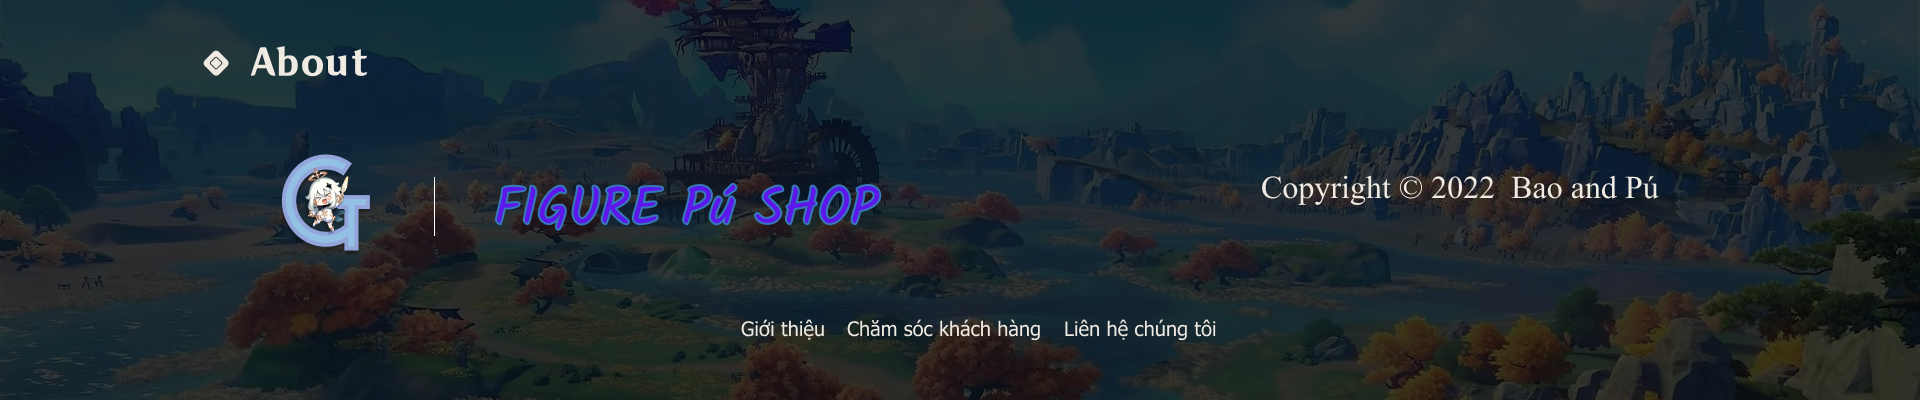 About
GT
FIGURE Pú SHOP
Copyright © 2022 Bao and Pú
Giới thiệu Chăm sóc khách hàng Liên hệ chúng tôi